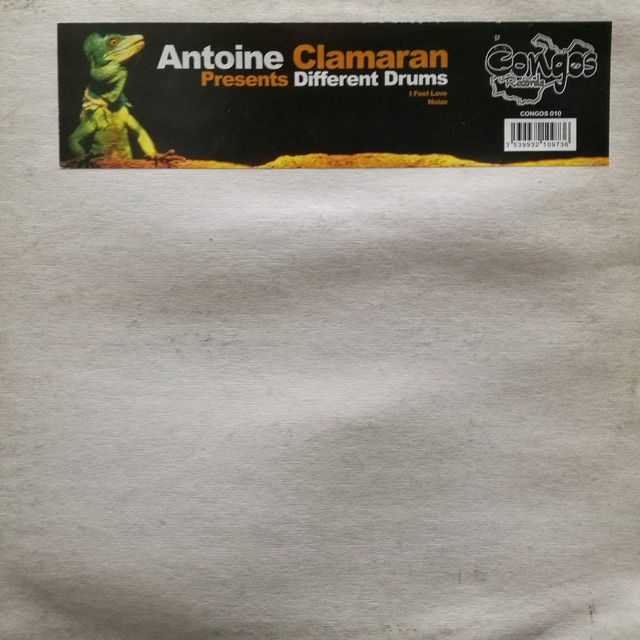 Antoine Clamaran
Presents Different Drums
I Feel Love
Noize
Congos
Records
CONGOS 010
3 539932 109736